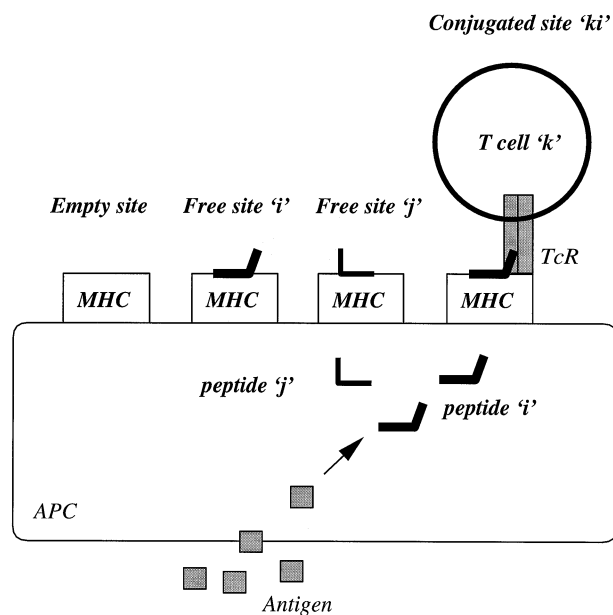 Conjugated site ‘ki’
T cell ‘k’
Empty site
Free site ‘i’
Free site ‘j’
TcR
MHC
MHC
MHC
MHC
peptide ‘j’
peptide ‘i’
APC
Antigen